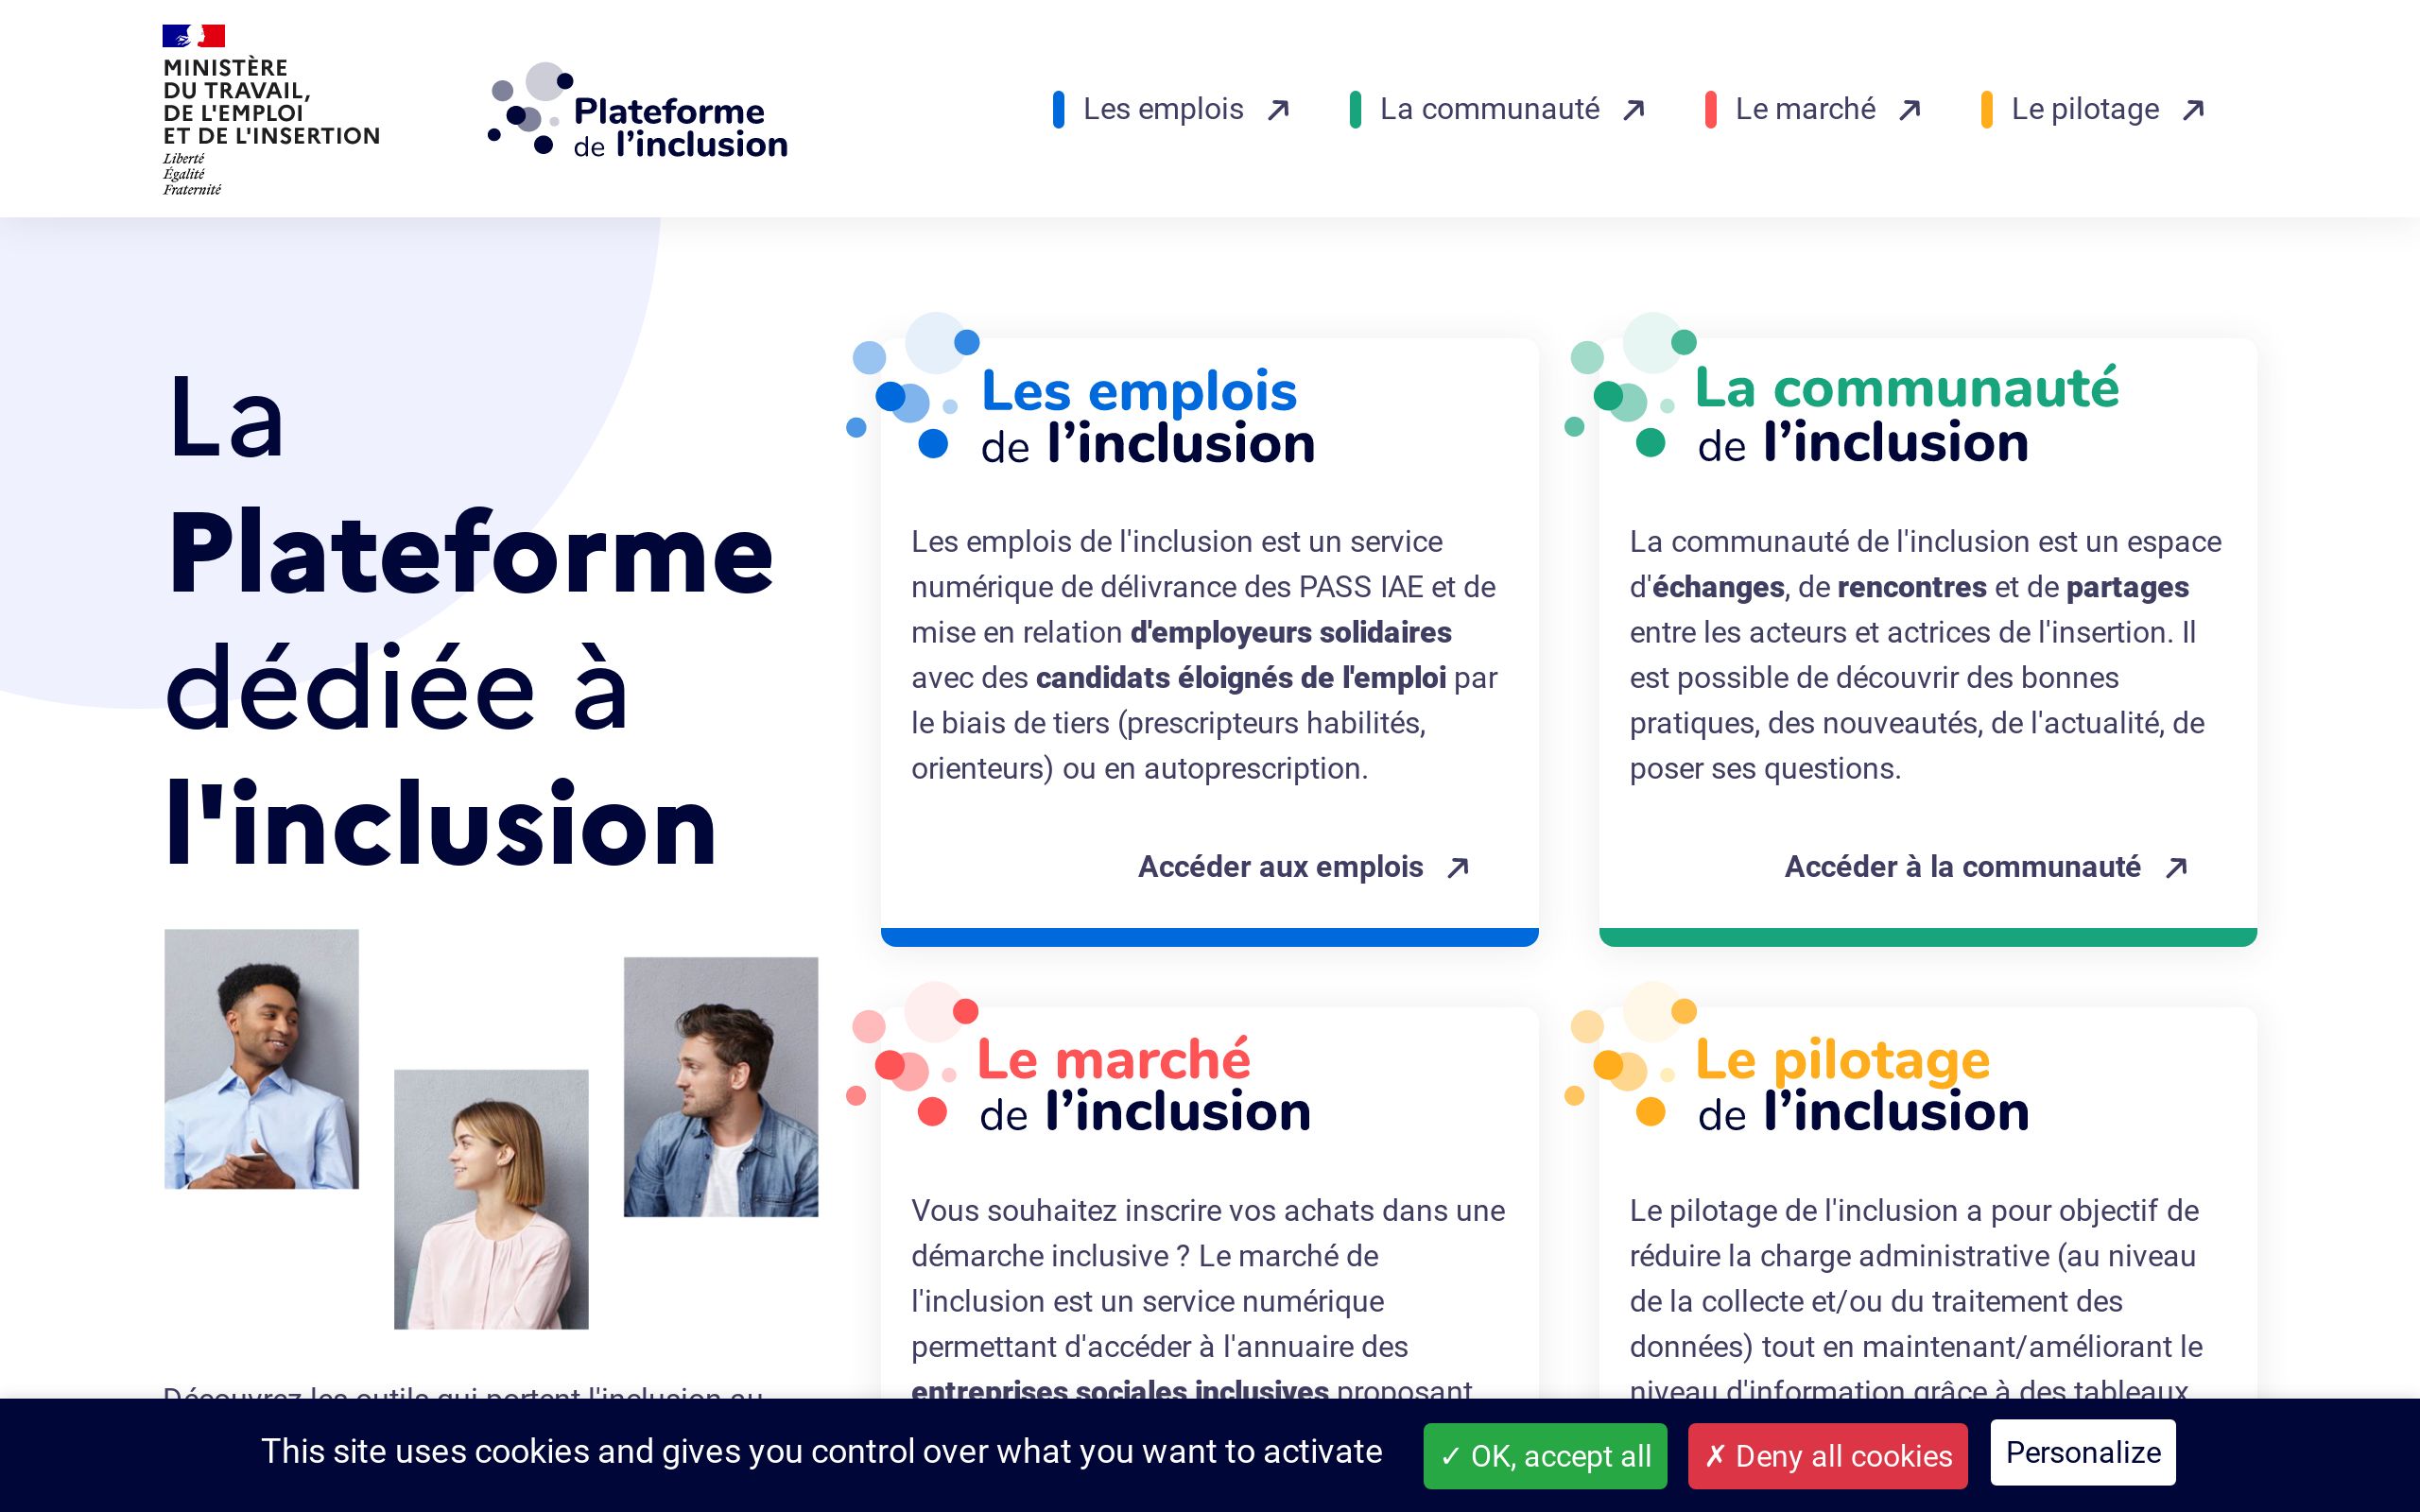 MINISTÈRE
DU TRAVAIL,
DE L'EMPLOI
ET DE L'INSERTION
Liberté
Égalité
Fraternité
Plateforme
de l'inclusion
Les emplois
La communauté
Le marché
Le pilotage
La
Plateforme
dédiée à
l'inclusion
Les emplois
de l'inclusion
Les emplois de l'inclusion est un service
numérique de délivrance des PASS IAE et de
mise en relation d'employeurs solidaires
avec des candidats éloignés de l'emploi par
le biais de tiers (prescripteurs habilités,
orienteurs) ou en autoprescription.
Accéder aux emplois
La communauté
de l'inclusion
La communauté de l'inclusion est un espace
d'échanges, de rencontres et de partages
entre les acteurs et actrices de l'insertion. Il
est possible de découvrir des bonnes
pratiques, des nouveautés, de l'actualité, de
poser ses questions.
Accéder à la communauté
Le marché
de l'inclusion
Vous souhaitez inscrire vos achats dans une
démarche inclusive ? Le marché de
l'inclusion est un service numérique
permettant d'accéder à l'annuaire des
entreprises sociales inclusives proposant
Le pilotage
de l'inclusion
Le pilotage de l'inclusion a pour objectif de
réduire la charge administrative (au niveau
de la collecte et/ou du traitement des
données) tout en maintenant/améliorant le
niveau d'information grâce à des tableaux
Découvrez les outils qui portent l'inclusion au
This site uses cookies and gives you control over what you want to activate
✓ OK, accept all
✗ Deny all cookies
Personalize